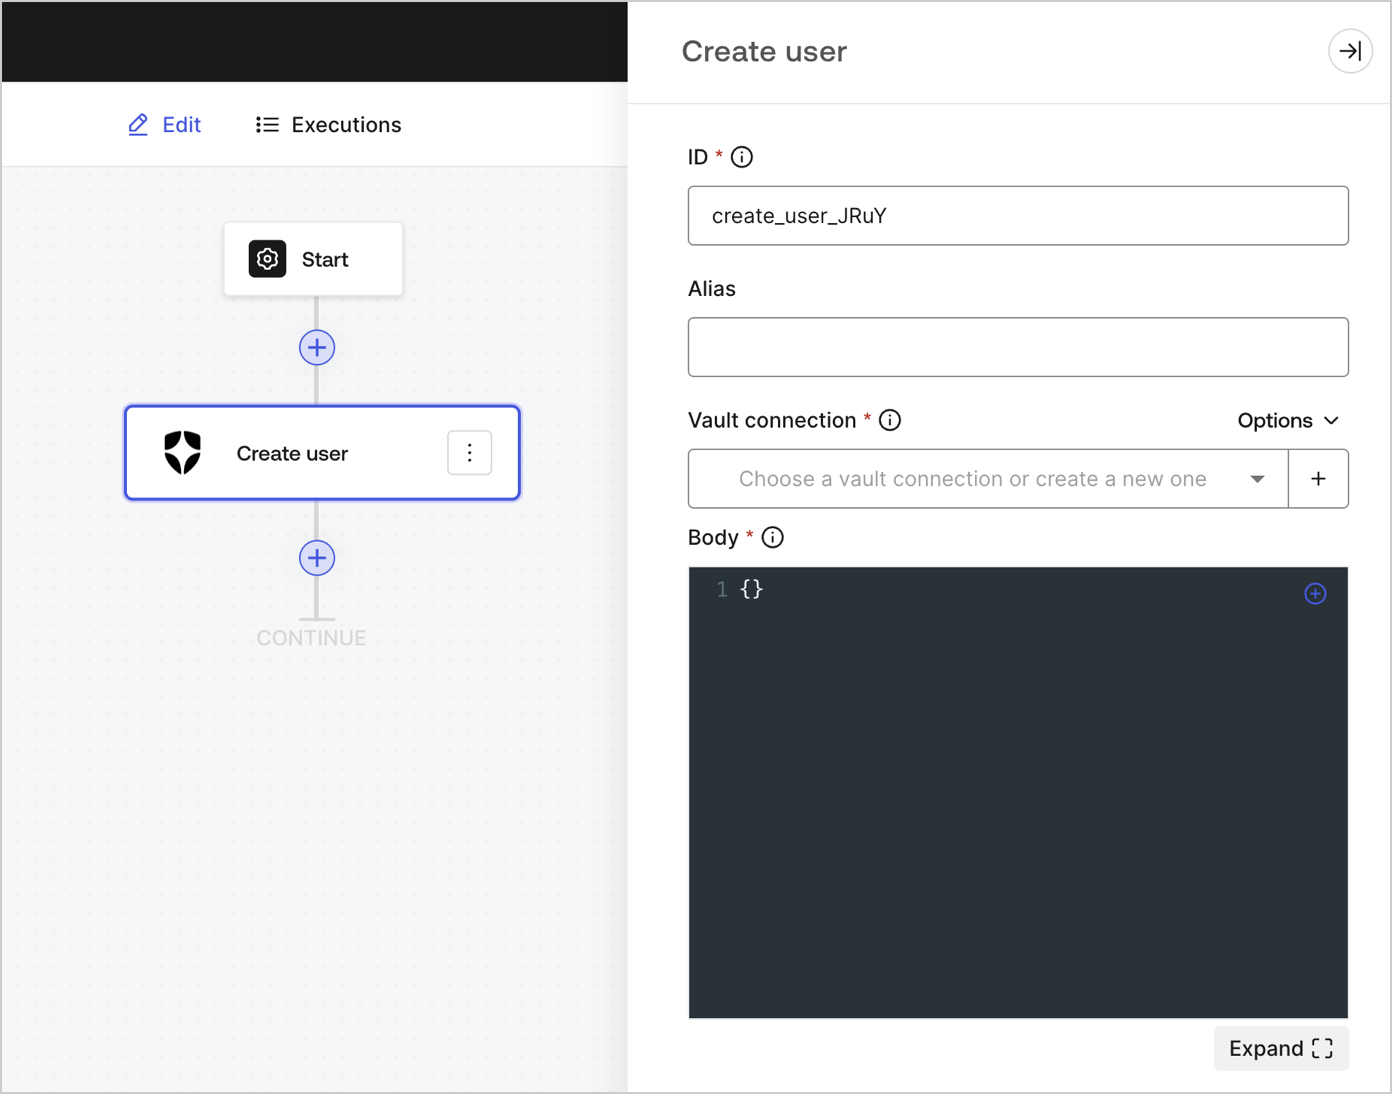 Edit
Executions
Start
Create user
CONTINUE
Create user
ID *
create_user_JRuY
Alias
Vault connection *
Options
Choose a vault connection or create a new one
Body *
1 {}
Expand